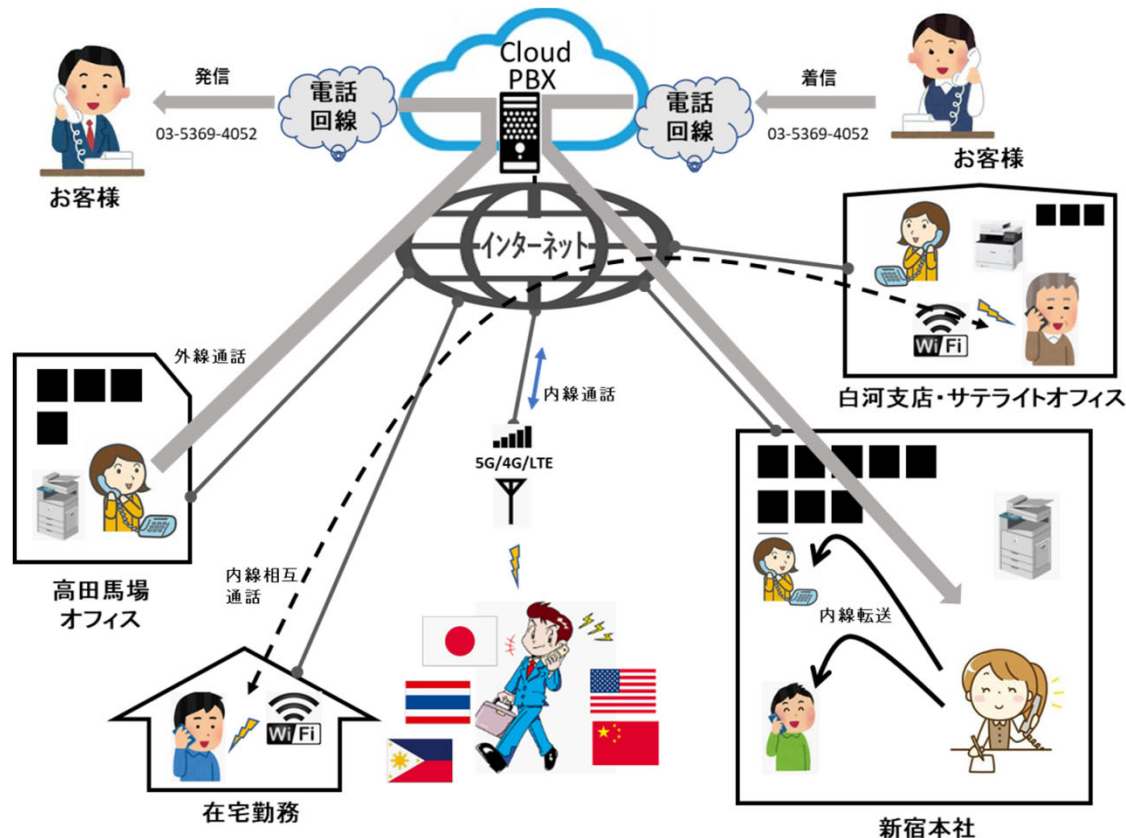 Cloud
PBX
発信
電話
回線
03-5369-4052
お客様
着信
電話
回線
03-5369-4052
お客様
インターネット
外線通話
内線通話
Wi Fi
白河支店・サテライトオフィス
5G/4G/LTE
高田馬場
オフィス
内線相互
通話
内線転送
Wi Fi
在宅勤務
新宿本社